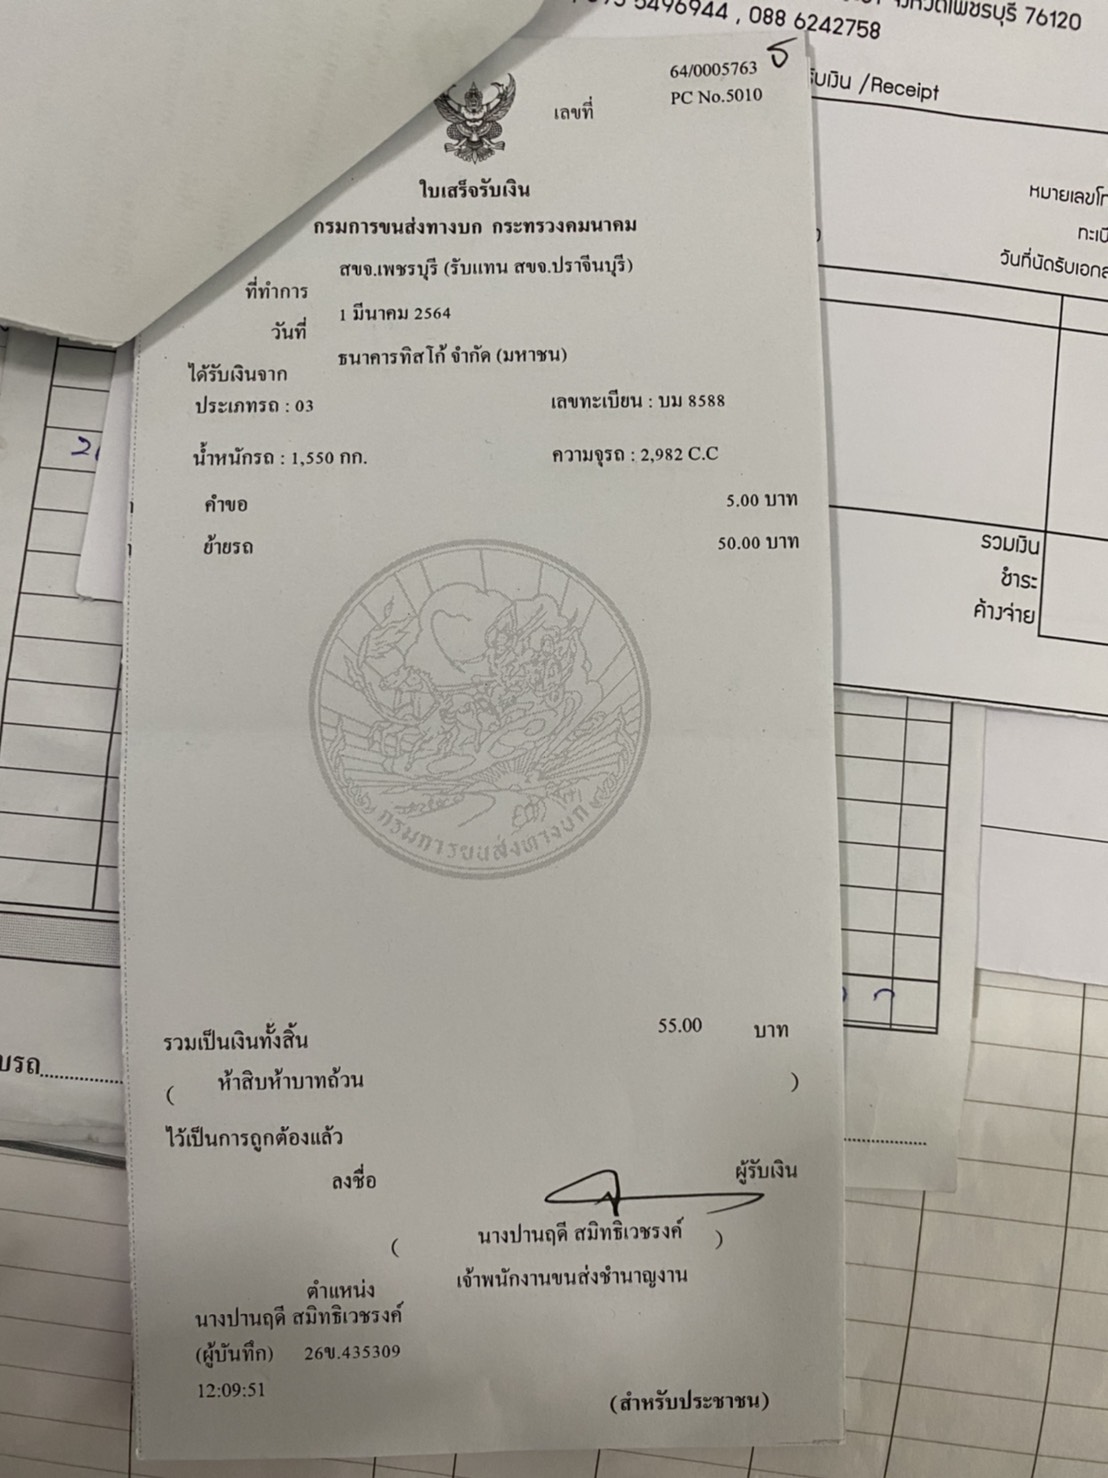 5496944 , 088 6242758
จังหวัดเพชรบุรี 76120
รับเงิน /Receipt
หมายเลขโท
ทะเบี
วันที่นัดรับเอกส
รวมเงิน
ชำระ
ค้างจ่าย
64/0005763
เลขที่
PC No.5010
ใบเสร็จรับเงิน
กรมการขนส่งทางบก กระทรวงคมนาคม
สขจ.เพชรบุรี (รับแทน สขจ.ปราจีนบุรี)
ที่ทำการ
1 มีนาคม 2564
วันที่
ธนาคารทิสโก้ จำกัด (มหาชน)
ได้รับเงินจาก
ประเภทรถ : 03 เลขทะเบียน : บม 8588
น้ำหนักรถ : 1,550 กก. ความจุรถ : 2,982 C.C
คำขอ 5.00 บาท
ย้ายรถ 50.00 บาท
กรมการขนส่งทางบก
รวมเป็นเงินทั้งสิ้น 55.00 บาท
( ห้าสิบห้าบาทถ้วน )
ไว้เป็นการถูกต้องแล้ว
ลงชื่อ ผู้รับเงิน
( นางปานฤดี สมิทธิเวชรงค์ )
ตำแหน่ง เจ้าพนักงานขนส่งชำนาญงาน
นางปานฤดี สมิทธิเวชรงค์
(ผู้บันทึก) 26ข.435309
12:09:51
(สำหรับประชาชน)
บรถ